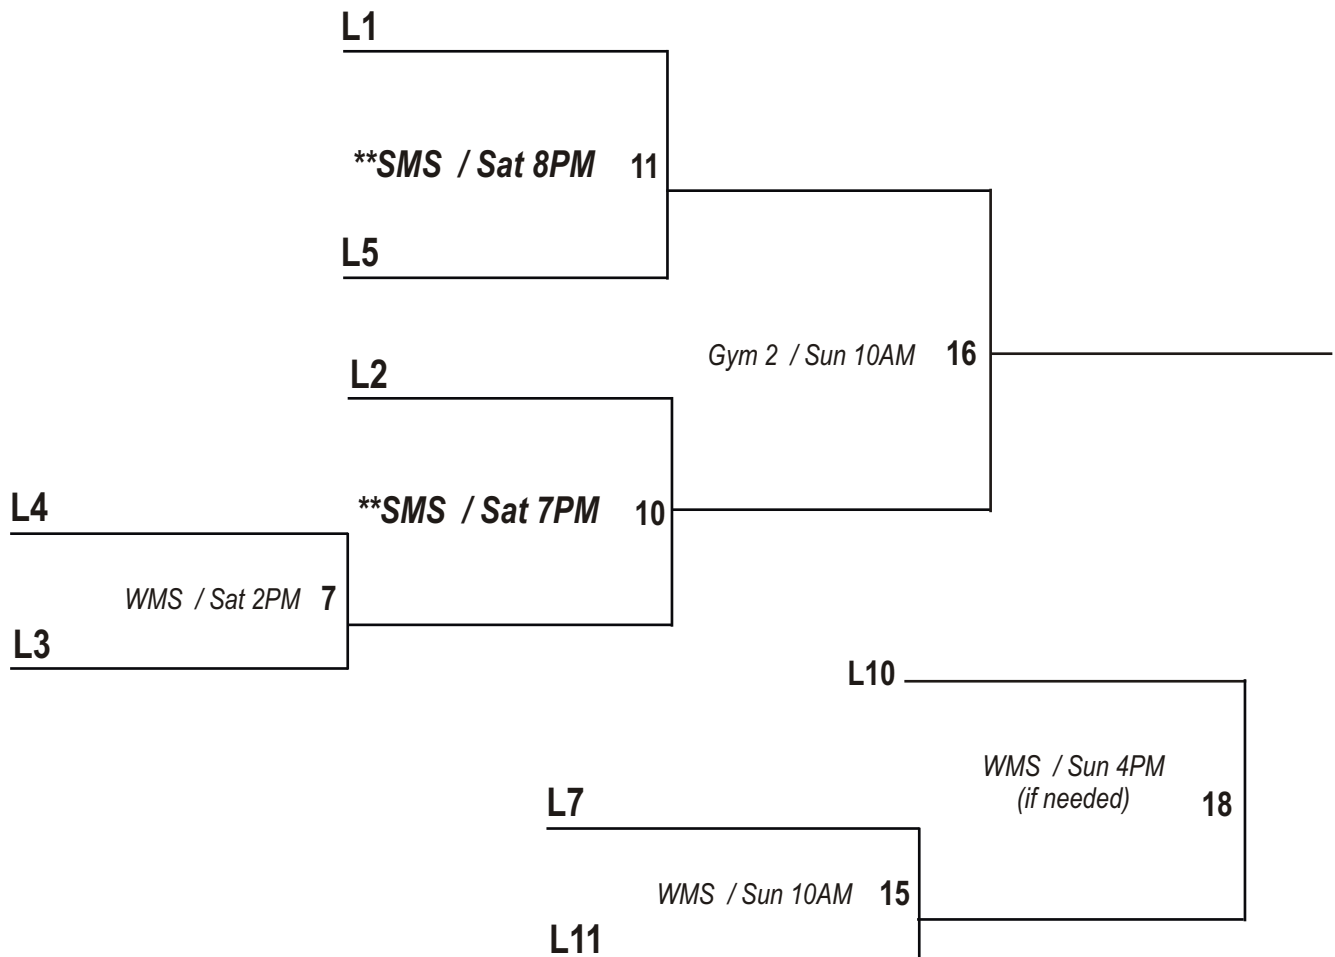 L1
**SMS / Sat 8PM 11
L5
Gym 2 / Sun 10AM 16
L2
L4
**SMS / Sat 7PM 10
WMS / Sat 2PM 7
L3
L10
WMS / Sun 4PM
(if needed) 18
L7
WMS / Sun 10AM 15
L11